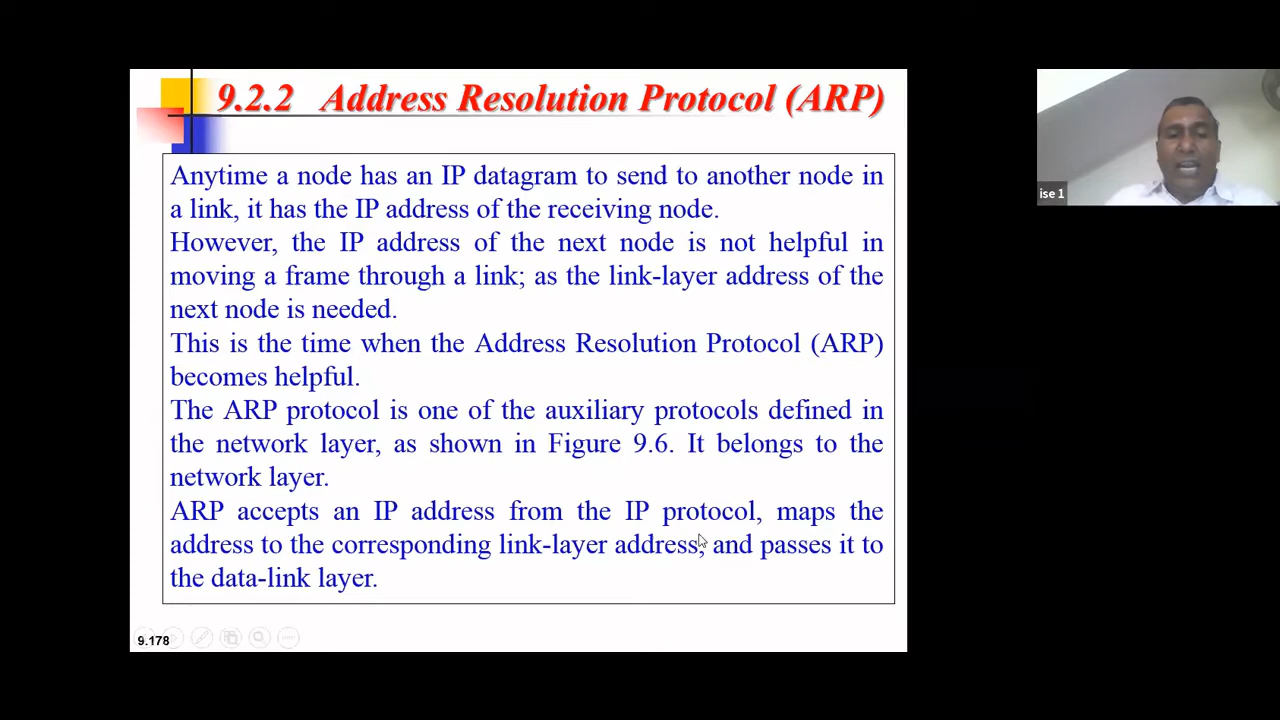 9.2.2 Address Resolution Protocol (ARP)
Anytime a node has an IP datagram to send to another node in
a link, it has the IP address of the receiving node.
However, the IP address of the next node is not helpful in
moving a frame through a link; as the link-layer address of the
next node is needed.
This is the time when the Address Resolution Protocol (ARP)
becomes helpful.
The ARP protocol is one of the auxiliary protocols defined in
the network layer, as shown in Figure 9.6. It belongs to the
network layer.
ARP accepts an IP address from the IP protocol, maps the
address to the corresponding link-layer address, and passes it to
the data-link layer.
9.178
ise 1